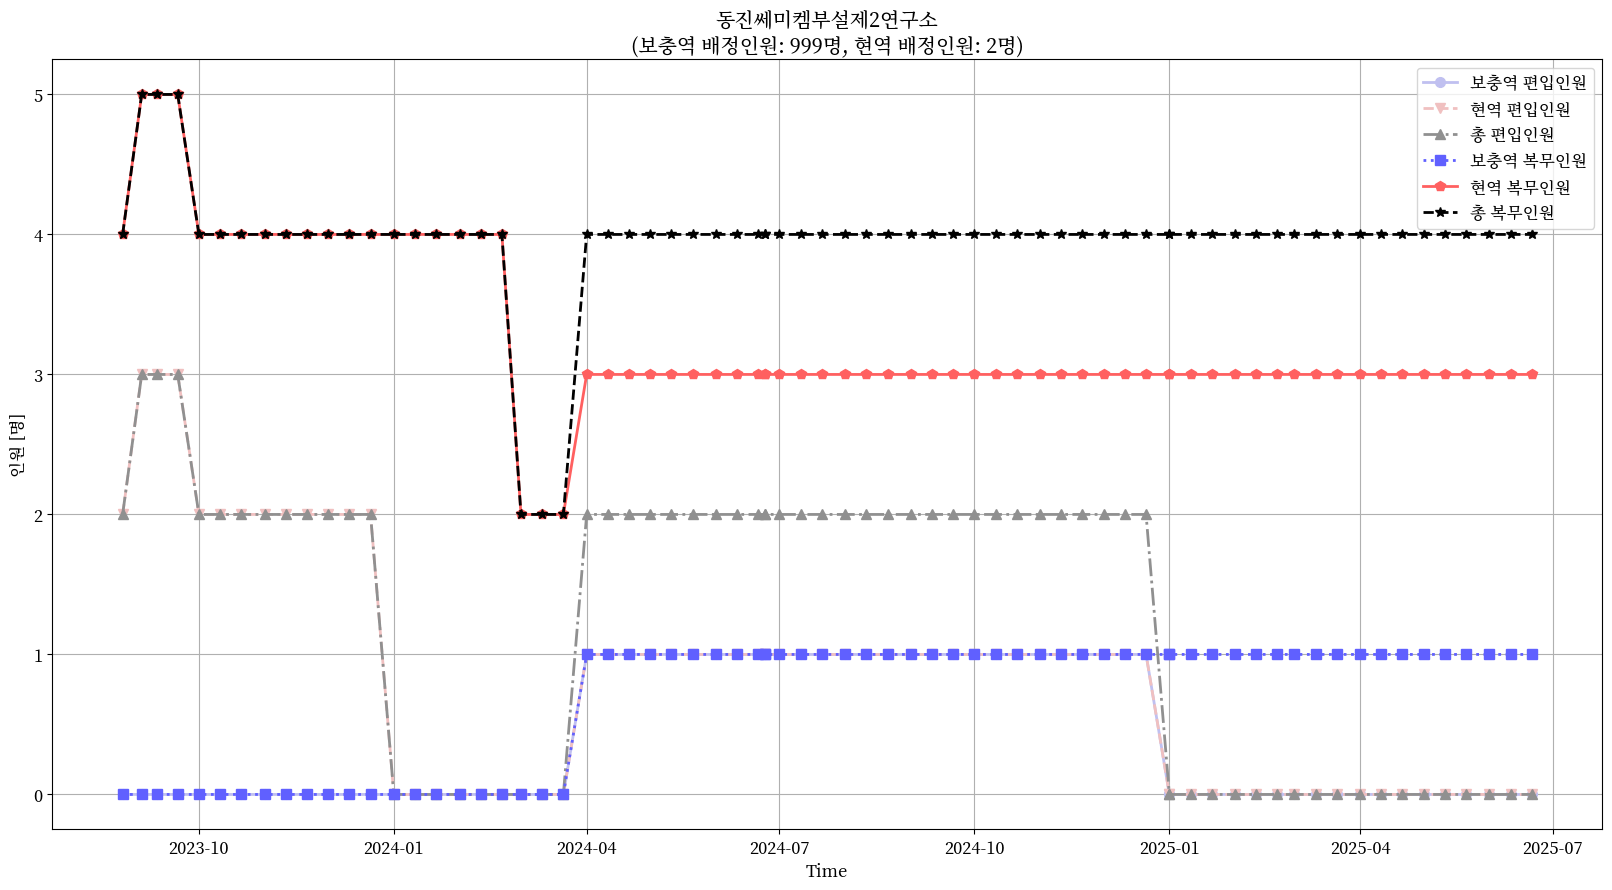 동진쎄미켐부설제2연구소
(보충역 배정인원: 999명, 현역 배정인원: 2명)
보충역 편입인원
현역 편입인원
총 편입인원
보충역 복무인원
현역 복무인원
총 복무인원
인원 [명]
5
4
3
2
1
0
2023-10
2024-01
2024-04
2024-07
2024-10
2025-01
2025-04
2025-07
Time